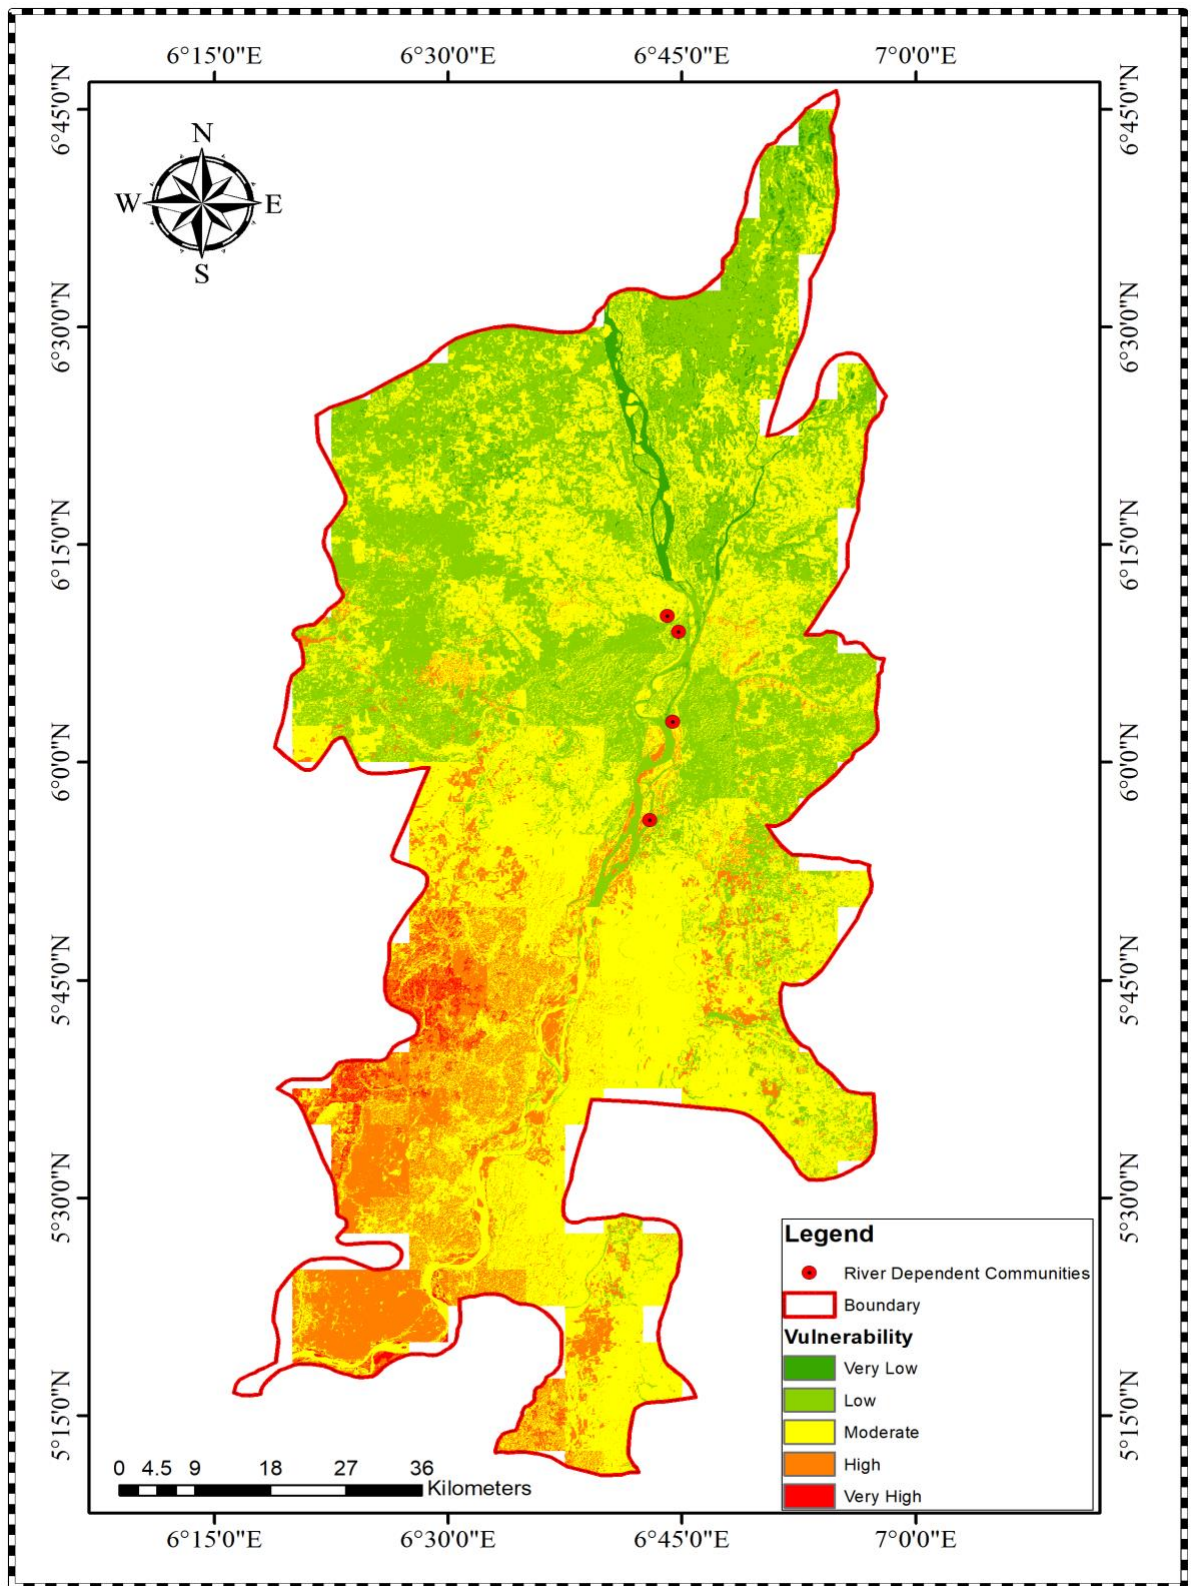 6°15'0"E 6°30'0"E 6°45'0"E 7°0'0"E
6°45'0"N 6°45'0"N
N
W E
S
6°30'0"N 6°30'0"N
6°15'0"N 6°15'0"N
6°0'0"N 6°0'0"N
5°45'0"N 5°45'0"N
5°30'0"N 5°30'0"N
Legend
River Dependent Communities
Boundary
Vulnerability
Very Low
Low
Moderate
High
Very High
5°15'0"N 5°15'0"N
0 4.5 9 18 27 36
Kilometers
6°15'0"E 6°30'0"E 6°45'0"E 7°0'0"E